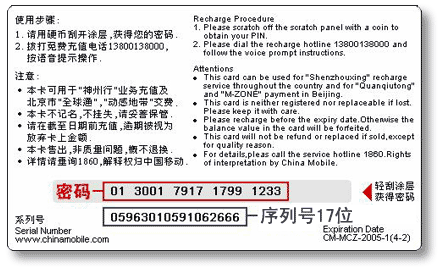 使用步骤:
1. 请用硬币刮开涂层,获得您的密码.
2. 拔打免费充值电话13800138000,
按语音提示操作.
注意:
• 本卡可用于"神州行"业务充值及
北京市"全球通","动感地带"交费.
• 本卡不记名,不挂失,请妥善保管.
• 请在截至日期前充值,逾期被视为
放弃卡上金额.
• 本卡售出,非质量问题,概不退换.
• 详情请垂询1860,解释权归中国移动.
Recharge Procedure
1. Please scratch off the scratch panel with a coin to
obtain your PIN.
2. Please dial the recharge hotline 13800138000 and
follow the voice prompt instructions.
Attentions
• This card can be used for "Shenzhouxing" recharge
service throughout the county and for "Quanqiutong"
and "M-ZONE" payment in Beijing.
• This card is neither registered nor replaceable if lost.
Please keep it with care.
• Please recharge before the expiry date.Otherwise the
balance value in the card will be forfeited.
• This card will not be refund or replaced if sold,except
for quality reason.
• For details,pleas call the service hotline 1860.Rights
of interpretation by China Mobile.
密码 01 3001 7917 1799 1233
轻刮涂层
获得密码
系列号
Serial Number
05963010591062666 序列号17位
www.chinamobile.com
Expiration Date
CM-MCZ-2005-1(4-2)